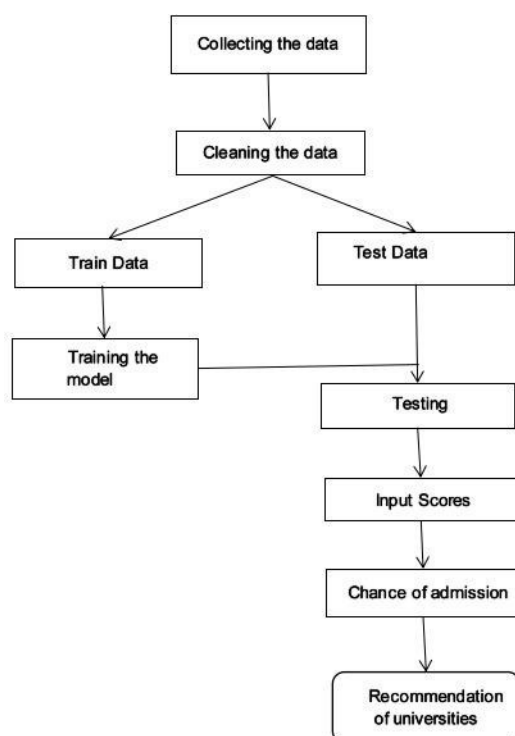 Collecting the data
Cleaning the data
Train Data
Test Data
Training the
model
Testing
Input Scores
Chance of admission
Recommendation
of universities